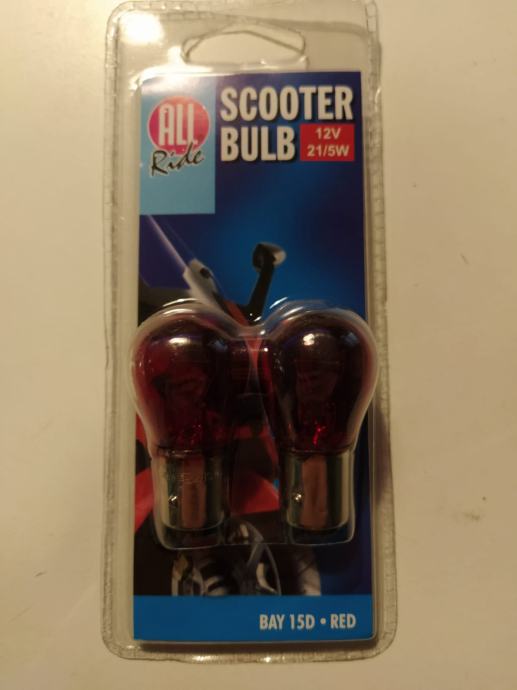 ALL
Ride
SCOOTER
BULB
12V
21/5W
BAY 15D • RED